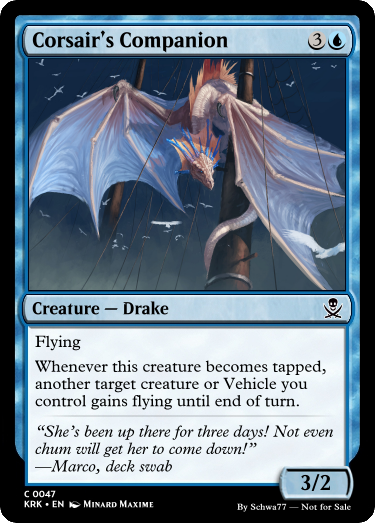 Corsair's Companion 3
Creature — Drake
Flying
Whenever this creature becomes tapped,
another target creature or Vehicle you
control gains flying until end of turn.
“She’s been up there for three days! Not even
chum will get her to come down!”
—Marco, deck swab
3/2
C 0047
KRK • EN Minard Maxime
By Schwa77 — Not for Sale